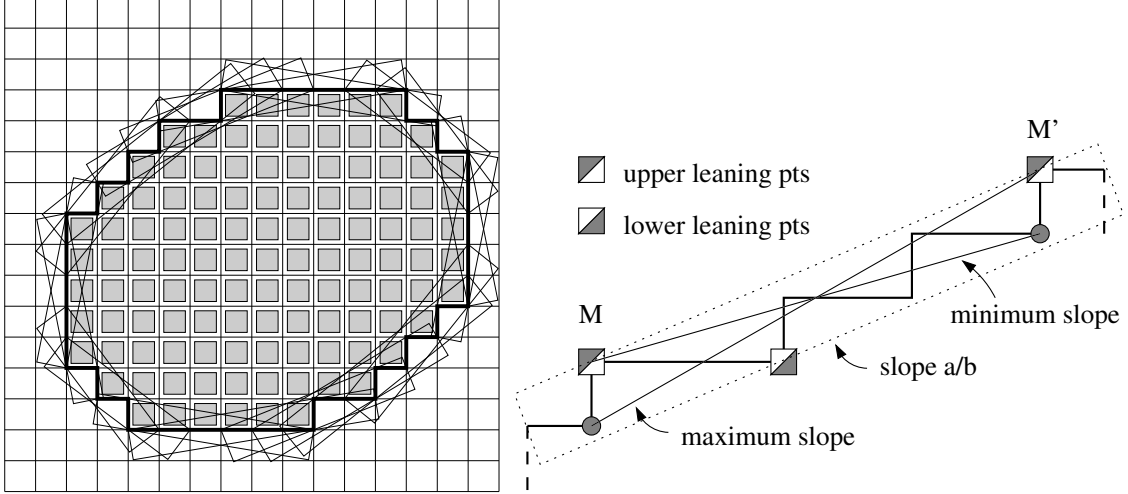 M'
upper leaning pts
lower leaning pts
M
minimum slope
slope a/b
maximum slope